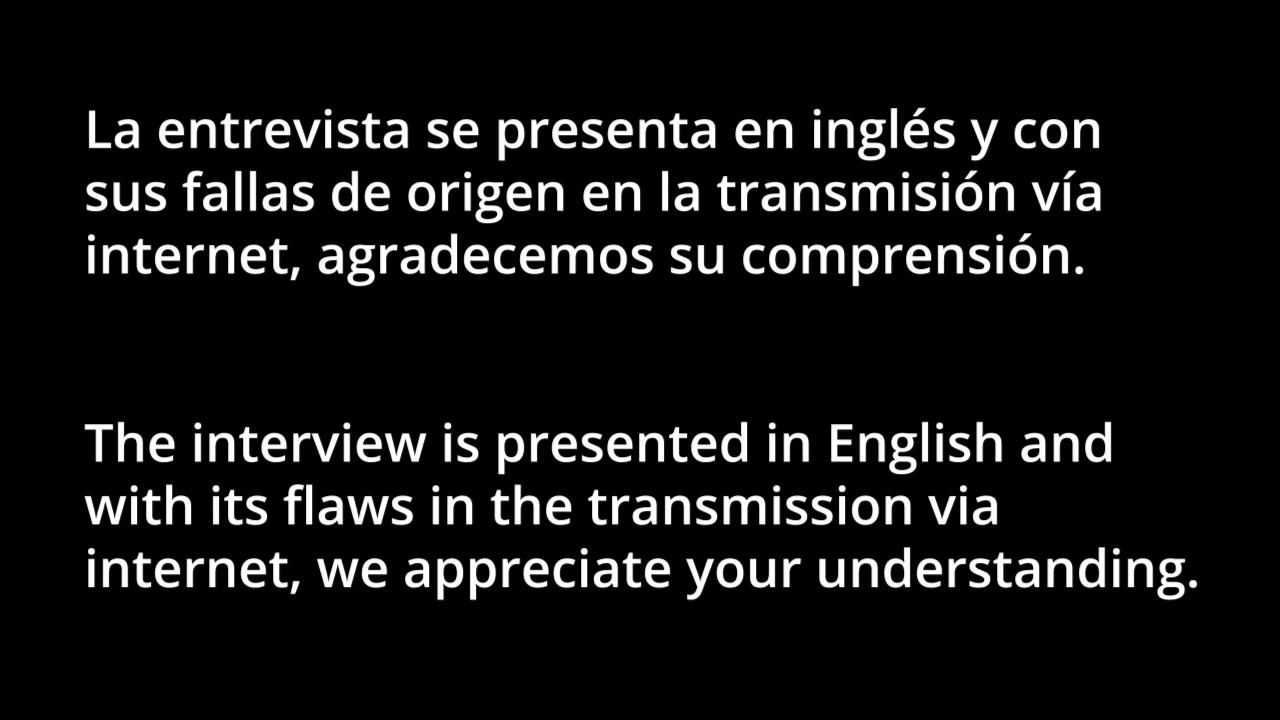 La entrevista se presenta en inglés y con
sus fallas de origen en la transmisión vía
internet, agradecemos su comprensión.
The interview is presented in English and
with its flaws in the transmission via
internet, we appreciate your understanding.